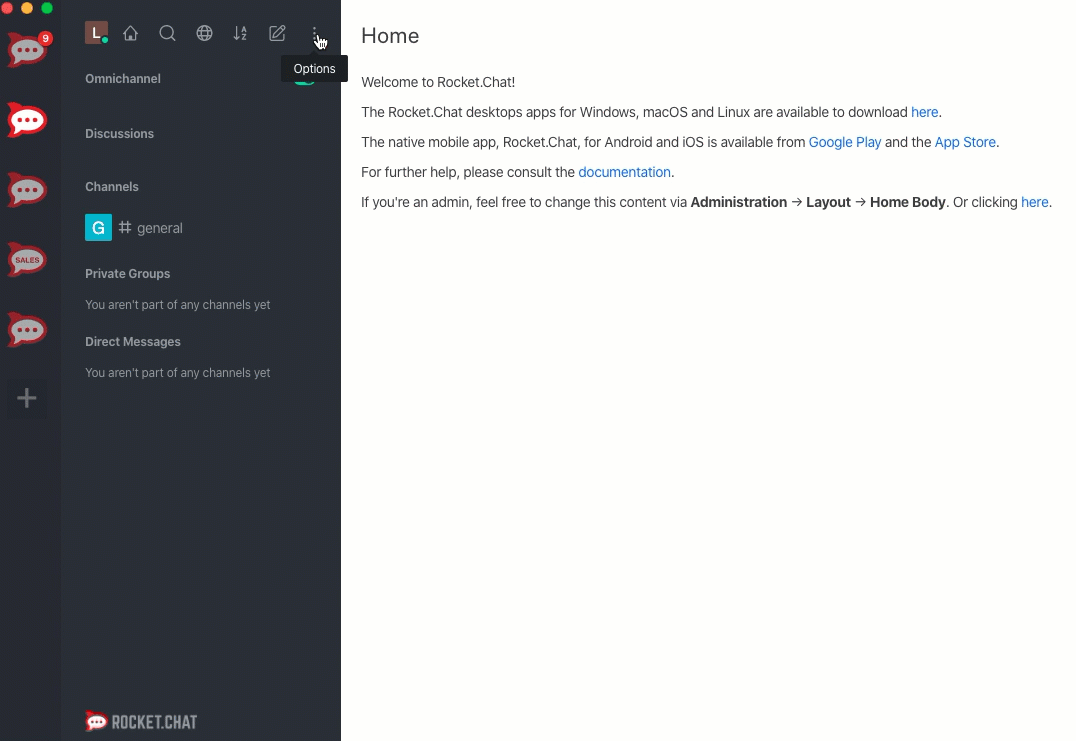 9
L
Options
Omnichannel
Discussions
Channels
G
# general
Private Groups
You aren't part of any channels yet
Direct Messages
You aren't part of any channels yet
SALES
ROCKET.CHAT
Home
Welcome to Rocket.Chat!
The Rocket.Chat desktops apps for Windows, macOS and Linux are available to download here.
The native mobile app, Rocket.Chat, for Android and iOS is available from Google Play and the App Store.
For further help, please consult the documentation.
If you're an admin, feel free to change this content via Administration → Layout → Home Body. Or clicking here.